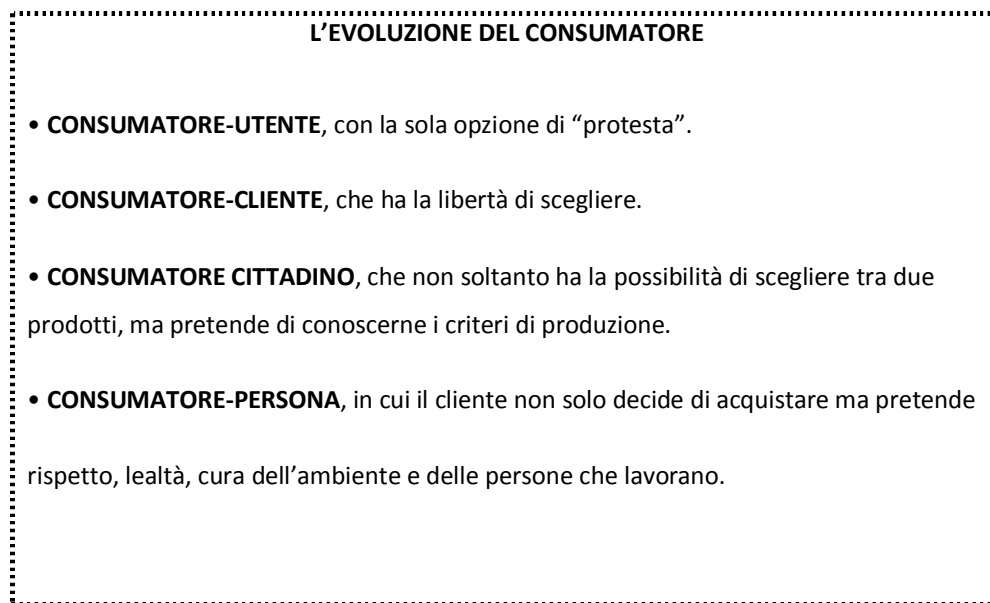 L’EVOLUZIONE DEL CONSUMATORE
• CONSUMATORE-UTENTE, con la sola opzione di “protesta”.
• CONSUMATORE-CLIENTE, che ha la libertà di scegliere.
• CONSUMATORE CITTADINO, che non soltanto ha la possibilità di scegliere tra due
prodotti, ma pretende di conoscerne i criteri di produzione.
• CONSUMATORE-PERSONA, in cui il cliente non solo decide di acquistare ma pretende
rispetto, lealtà, cura dell’ambiente e delle persone che lavorano.